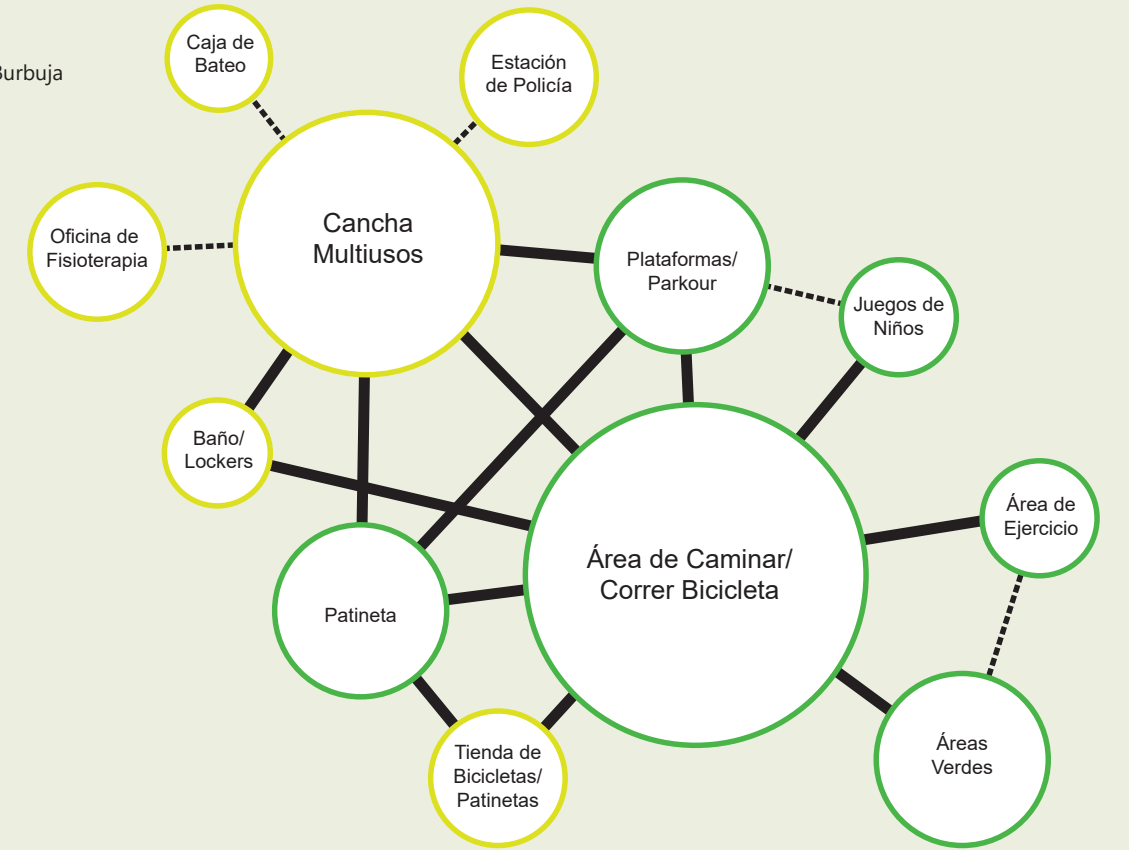 Caja de
Bateo
Burbuja
Estación
de Policía
Cancha
Multiusos
Oficina de
Fisioterapia
Plataformas/
Parkour
Juegos de
Niños
Baño/
Lockers
Área de
Ejercicio
Área de Caminar/
Correr Bicicleta
Patineta
Áreas
Verdes
Tienda de
Bicicletas/
Patinetas